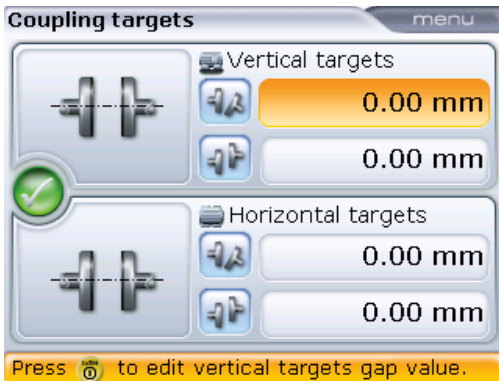 Coupling targets
menu
Vertical targets
0.00 mm
0.00 mm
Horizontal targets
0.00 mm
0.00 mm
Press to edit vertical targets gap value.